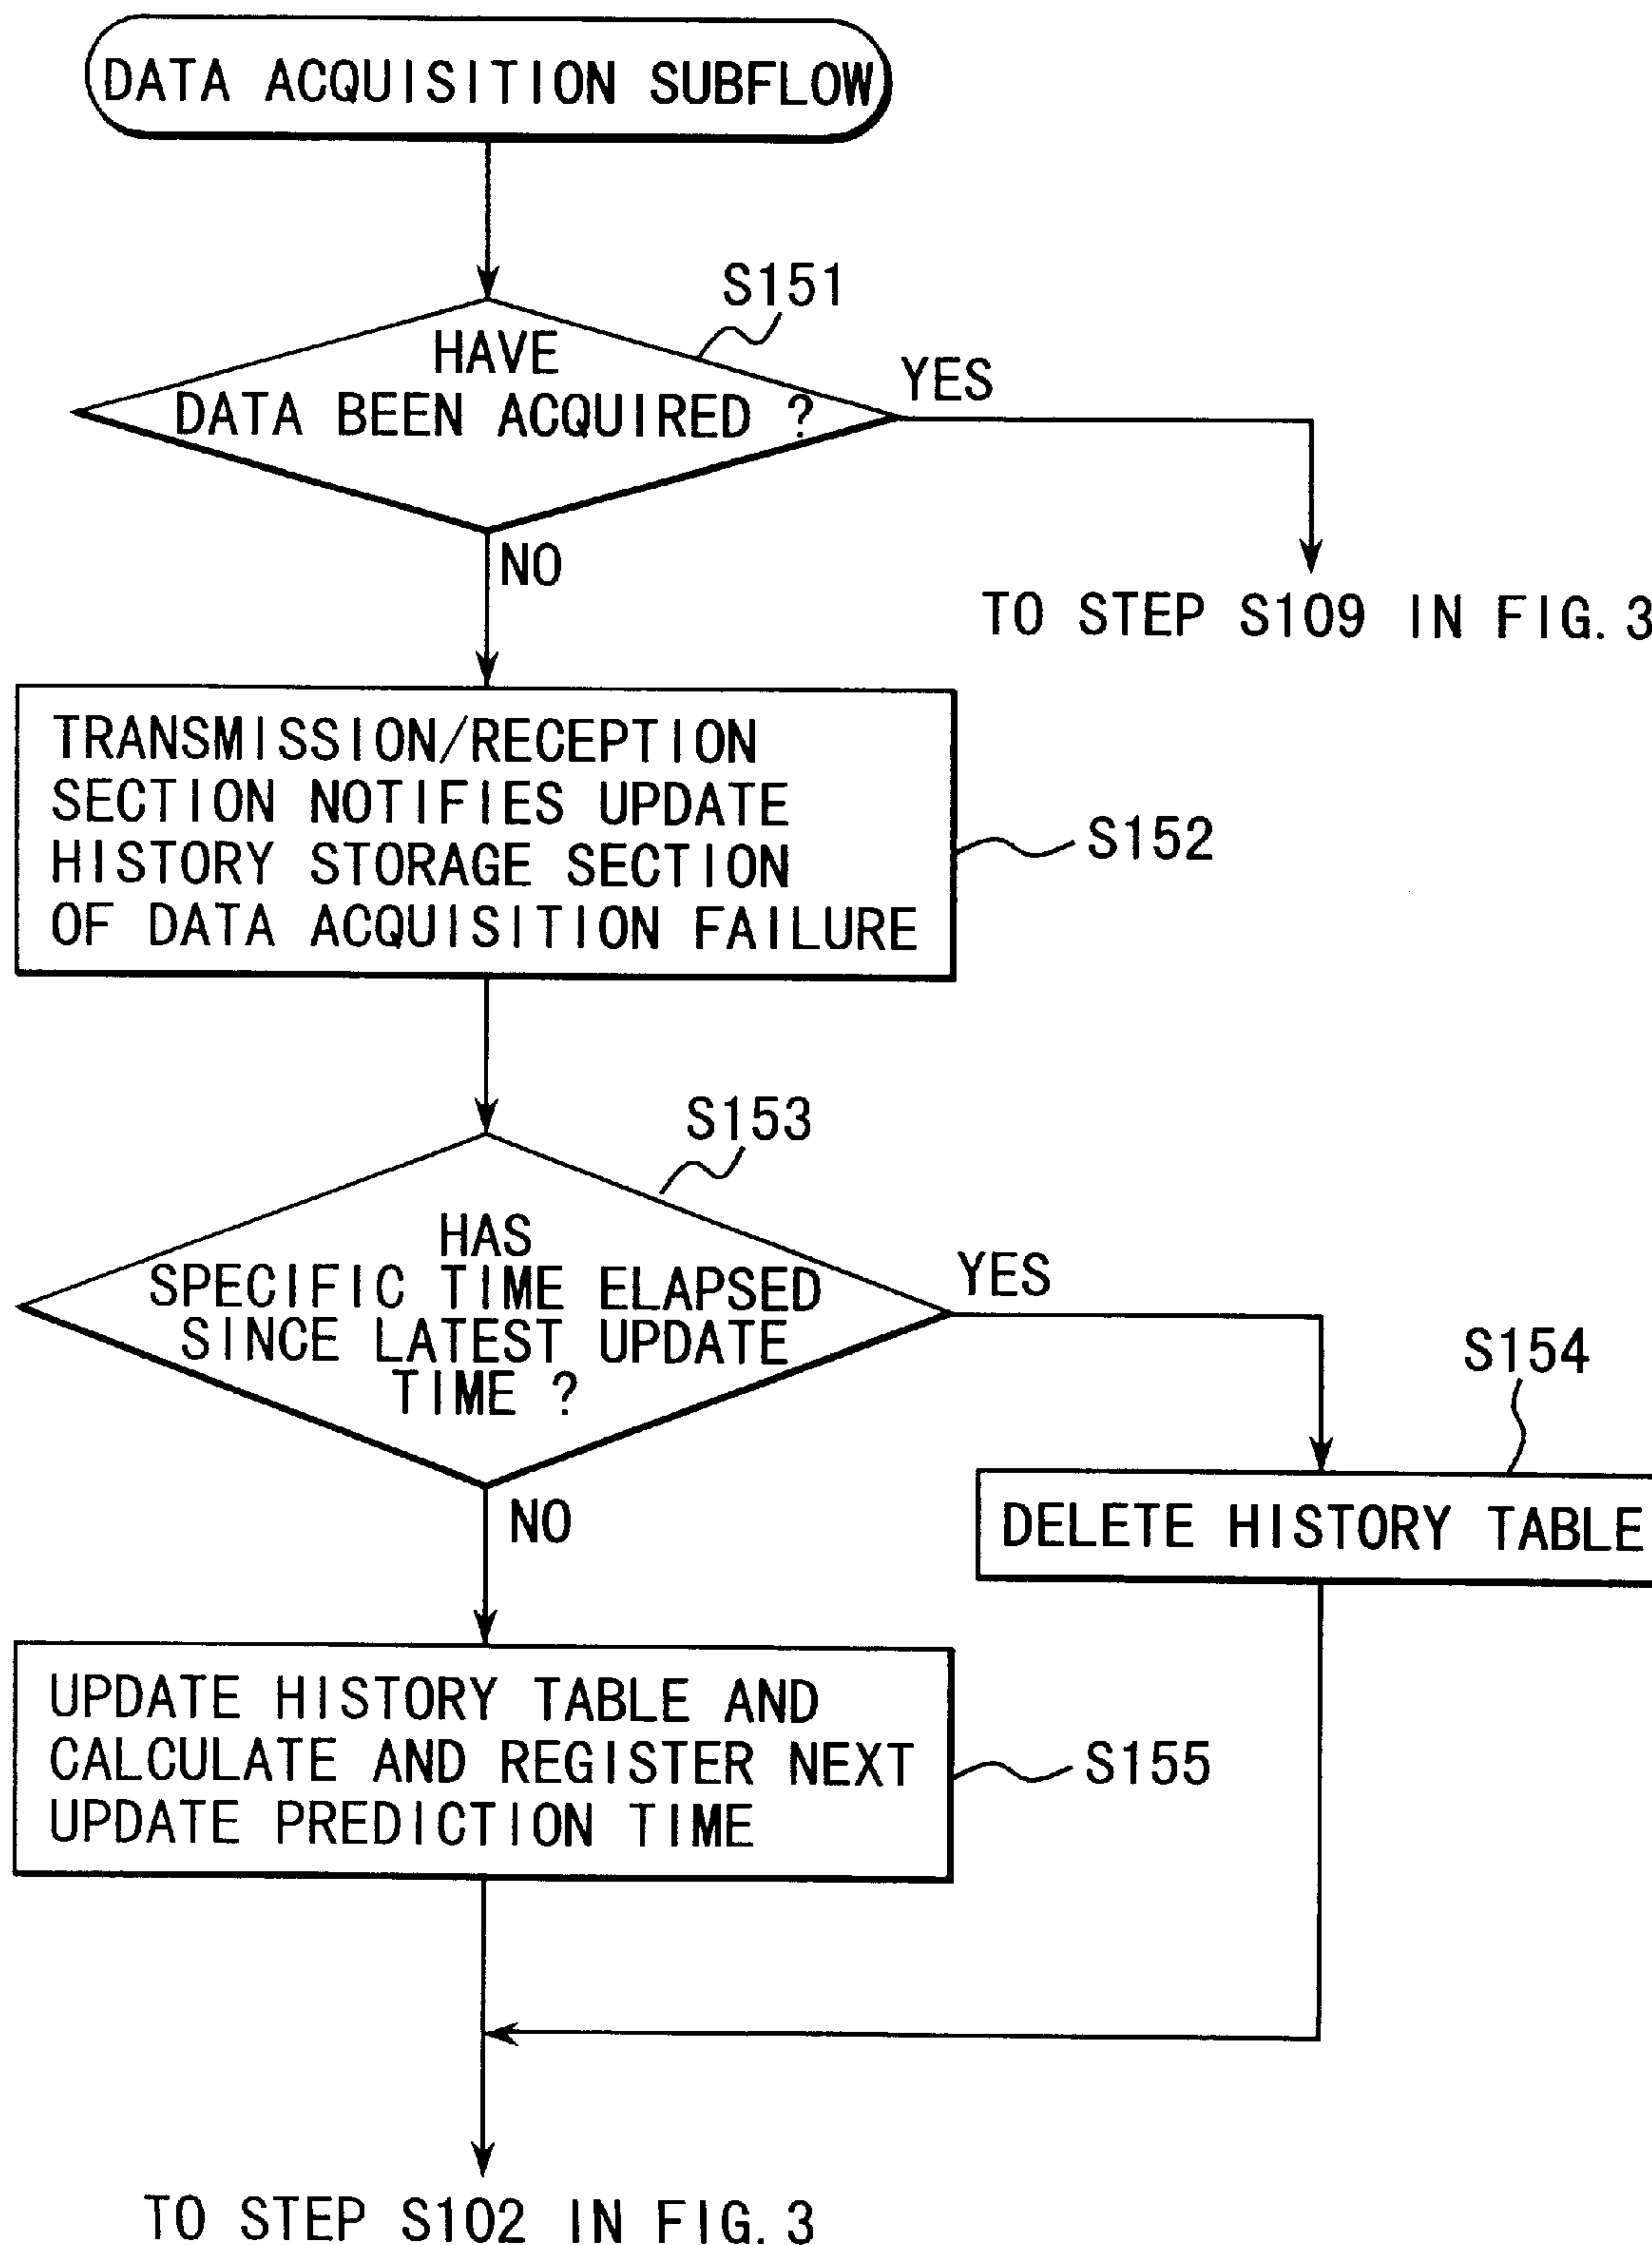 DATA ACQUISITION SUBFLOW
S151
HAVE
DATA BEEN ACQUIRED ?
YES
NO
TO STEP S109 IN FIG. 3
TRANSMISSION/RECEPTION
SECTION NOTIFIES UPDATE
HISTORY STORAGE SECTION
OF DATA ACQUISITION FAILURE
S152
S153
HAS
SPECIFIC TIME ELAPSED
SINCE LATEST UPDATE
TIME ?
YES
S154
NO
DELETE HISTORY TABLE
UPDATE HISTORY TABLE AND
CALCULATE AND REGISTER NEXT
UPDATE PREDICTION TIME
S155
TO STEP S102 IN FIG. 3